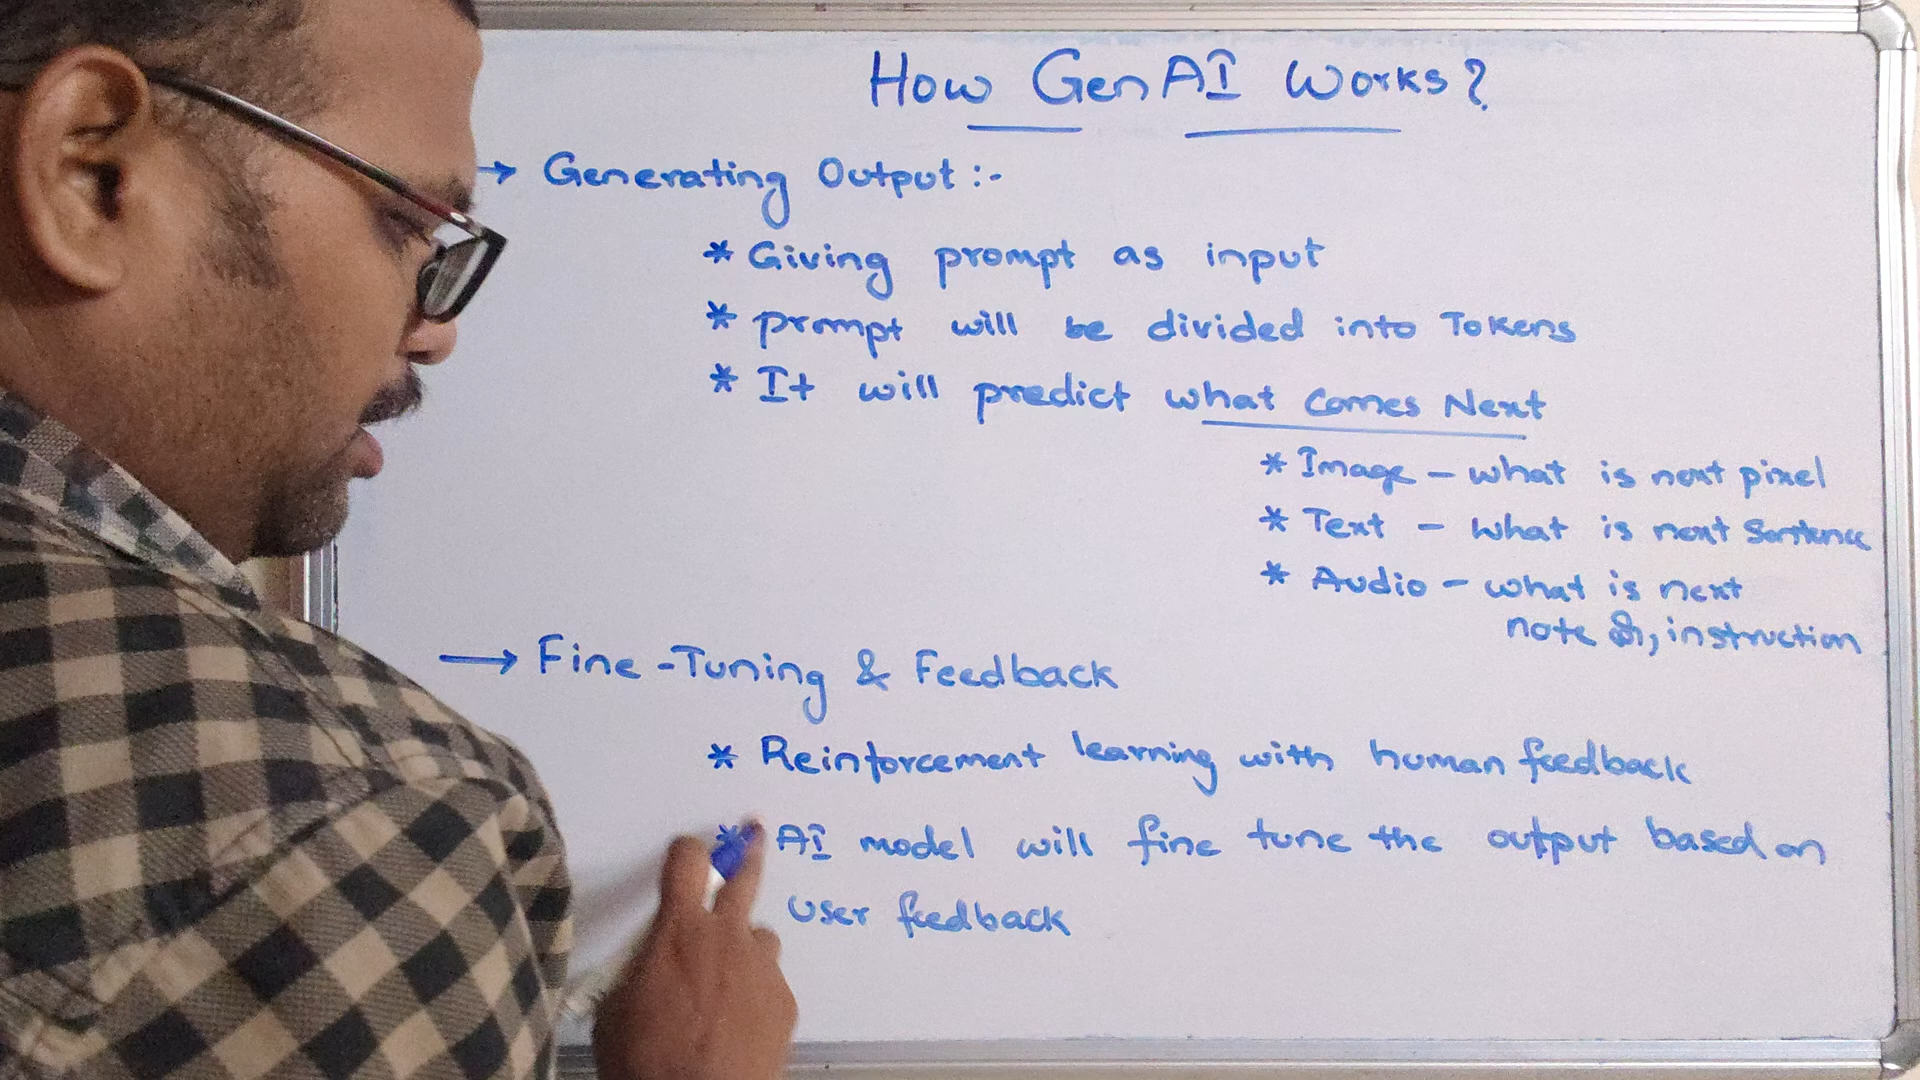 How GenAI Works?
→ Generating Output :-
* Giving prompt as input
* prompt will be divided into Tokens
* It will predict what comes Next
* Image - what is next pixel
* Text - what is next Sentence
* Audio - what is next
note , instruction
→ Fine-Tuning & Feedback
* Reinforcement learning with human feedback
* AI model will fine tune the output based on
user feedback